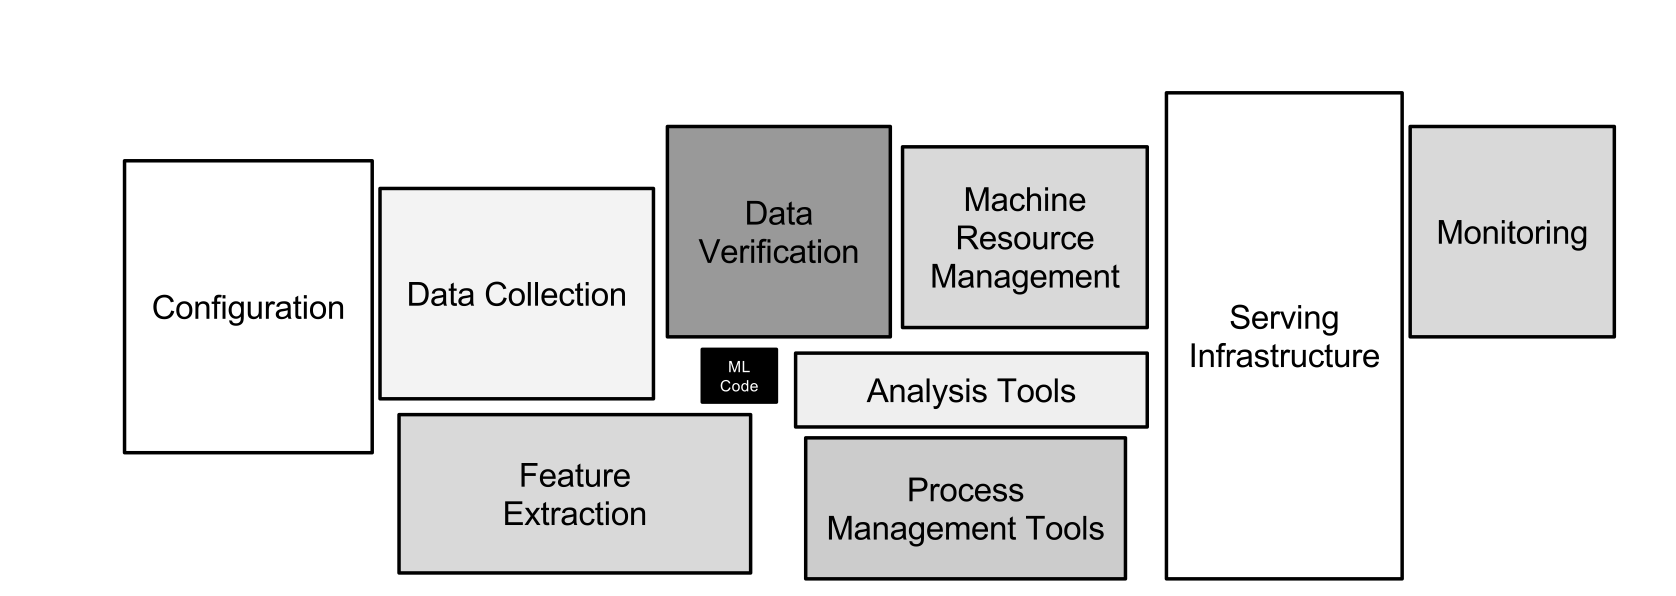 Configuration
Data Collection
Data
Verification
Machine
Resource
Management
Serving
Infrastructure
Monitoring
ML
Code
Analysis Tools
Feature
Extraction
Process
Management Tools